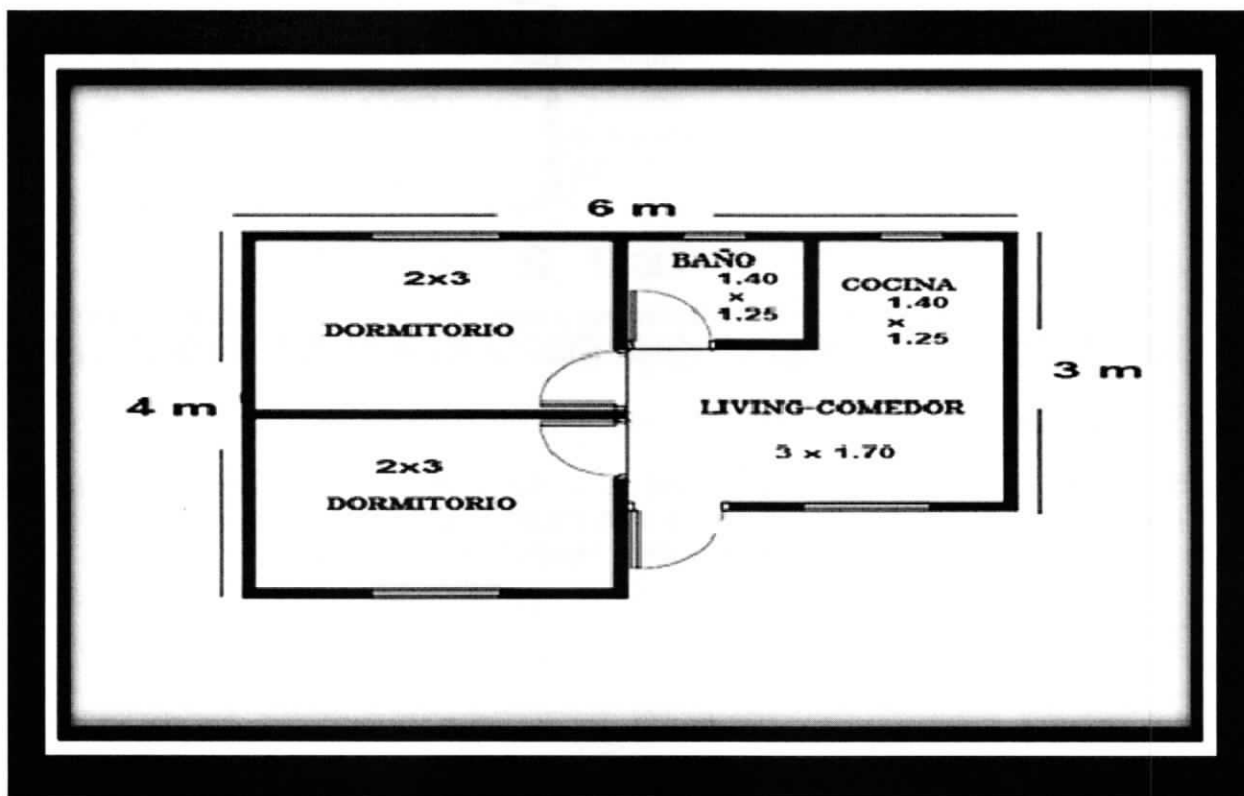 6 m
2x3
DORMITORIO
BAÑO
1.40
x
1.25
COCINA
1.40
x
1.25
4 m
3 m
LIVING-COMEDOR
3 x 1.70
2x3
DORMITORIO